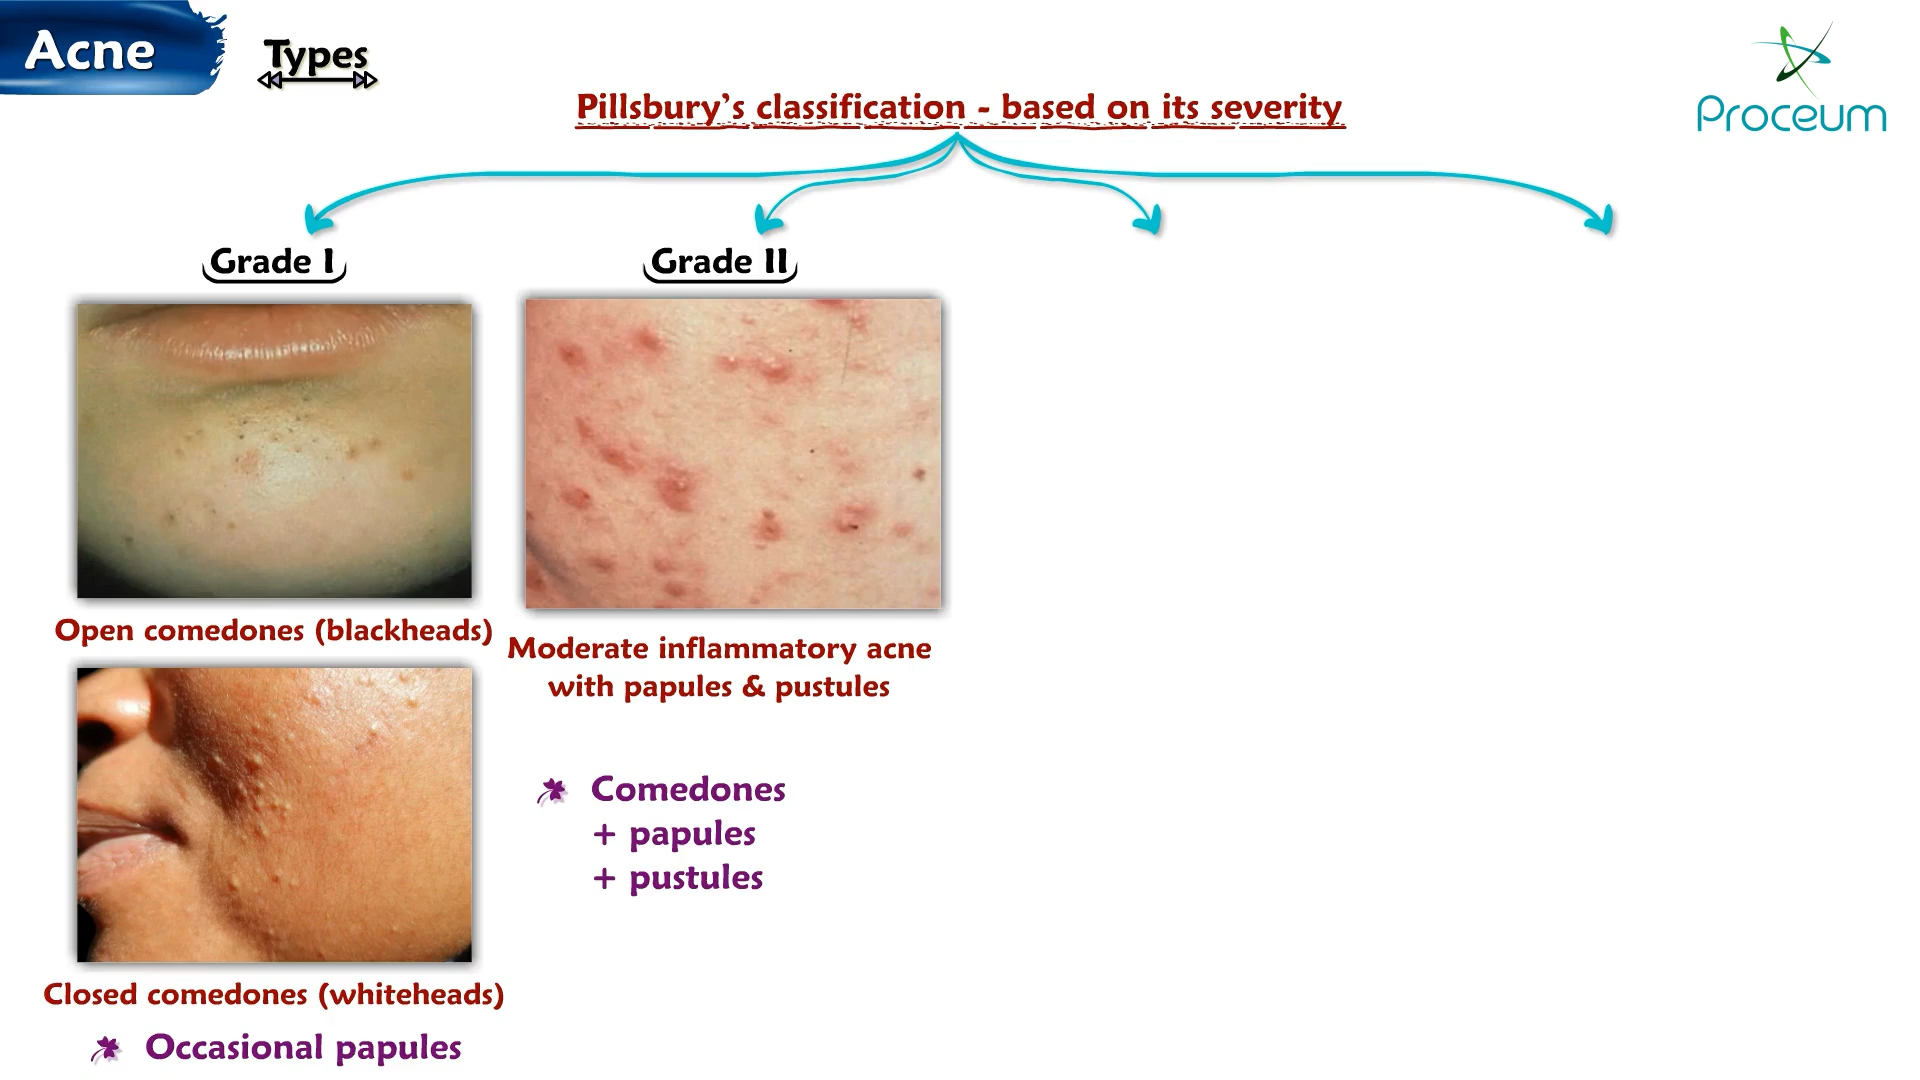 Acne
Types
Proceum
Pillsbury's classification - based on its severity
Grade I
Grade II
Open comedones (blackheads)
Moderate inflammatory acne
with papules & pustules
Comedones
+ papules
+ pustules
Closed comedones (whiteheads)
Occasional papules